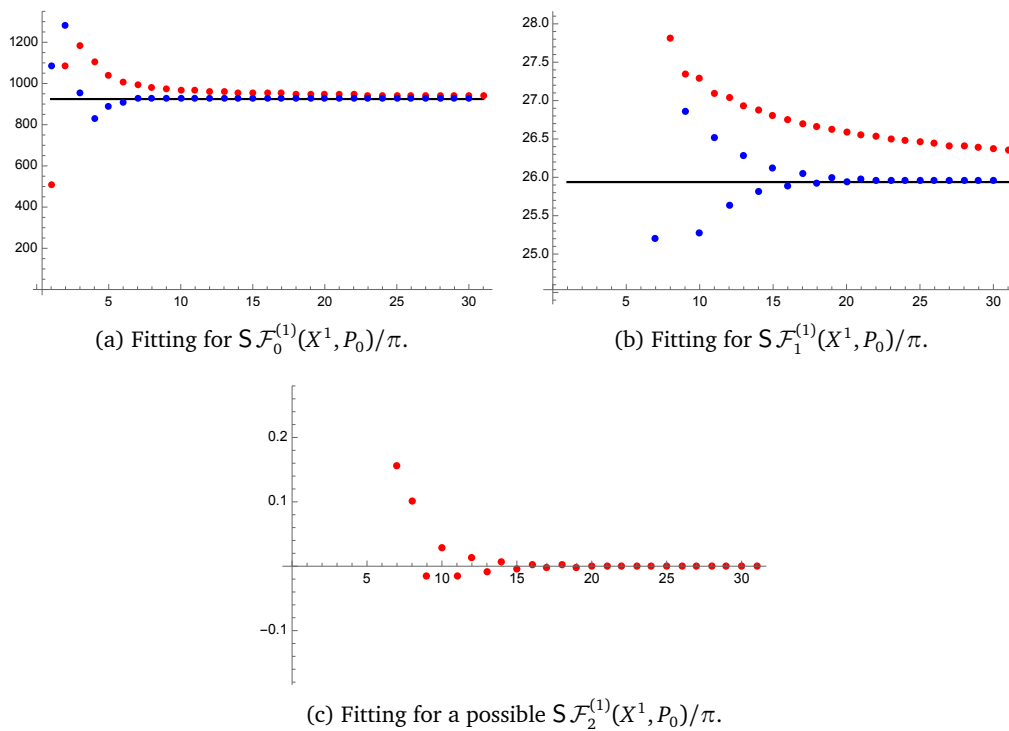 1200
1000
800
600
400
200
5 10 15 20 25 30
(a) Fitting for S F₀⁽¹⁾(X¹, P₀)/π.
28.0
27.5
27.0
26.5
26.0
25.5
25.0
5 10 15 20 25 30
(b) Fitting for S F₁⁽¹⁾(X¹, P₀)/π.
0.2
0.1
-0.1
5 10 15 20 25 30
(c) Fitting for a possible S F₂⁽¹⁾(X¹, P₀)/π.